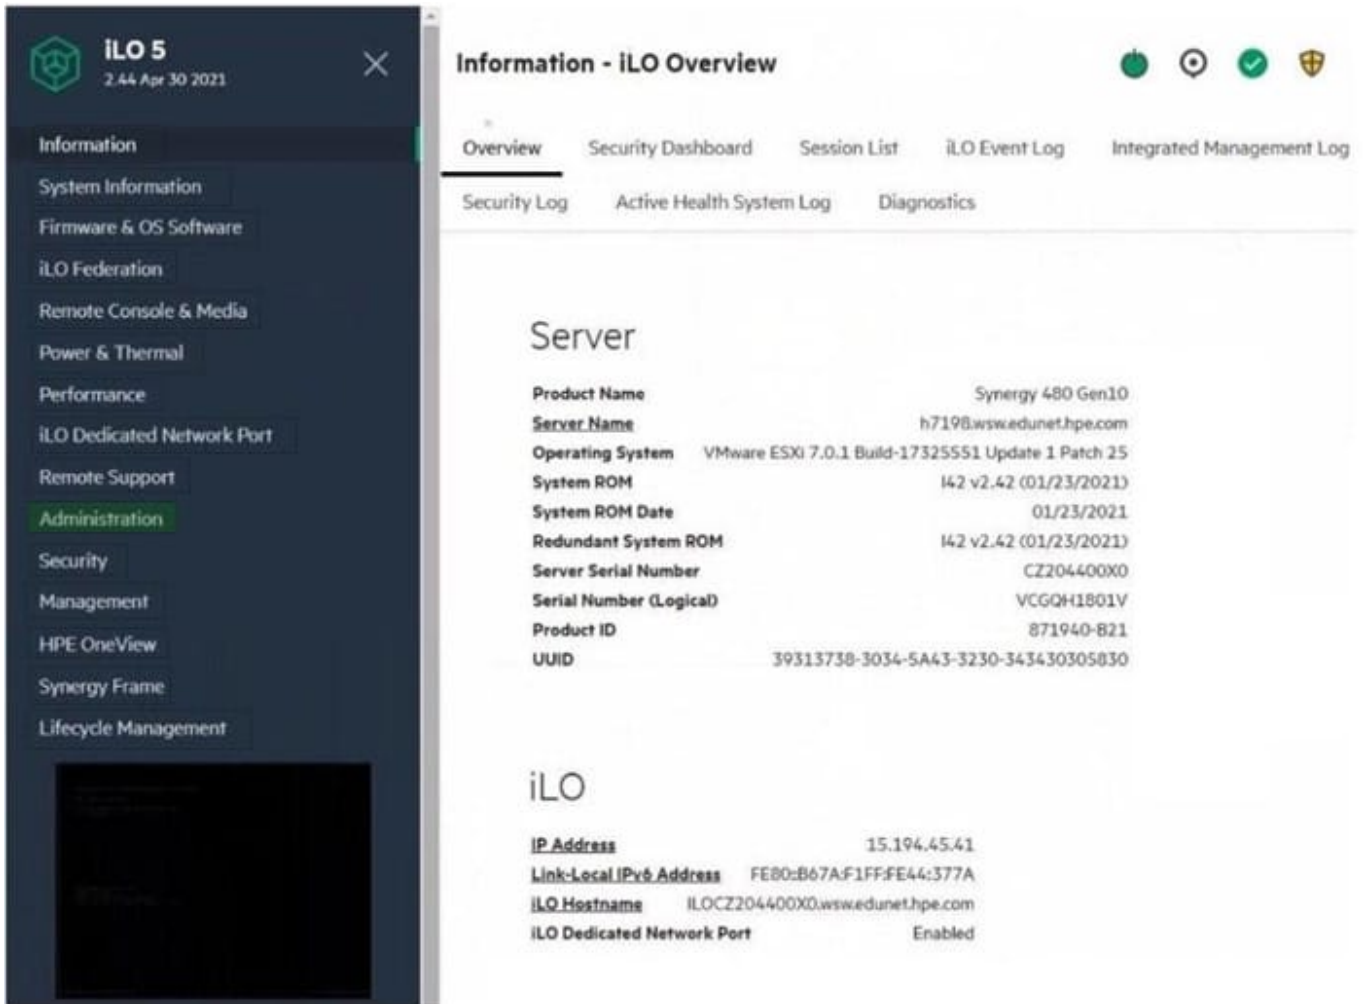 iLO 5
2.44 Apr 30 2021
Information
System Information
Firmware & OS Software
iLO Federation
Remote Console & Media
Power & Thermal
Performance
iLO Dedicated Network Port
Remote Support
Administration
Security
Management
HPE OneView
Synergy Frame
Lifecycle Management
Information - iLO Overview
Overview Security Dashboard Session List iLO Event Log Integrated Management Log
Security Log Active Health System Log Diagnostics
Server
Product Name Synergy 480 Gen10
Server Name h7198.wsw.edunet.hpe.com
Operating System VMware ESXi 7.0.1 Build-17325551 Update 1 Patch 25
System ROM I42 v2.42 (01/23/2021)
System ROM Date 01/23/2021
Redundant System ROM I42 v2.42 (01/23/2021)
Server Serial Number CZ204400X0
Serial Number (Logical) VCGQH1801V
Product ID 871940-B21
UUID 39313738-3034-5A43-3230-343430305830
iLO
IP Address 15.194.45.41
Link-Local IPv6 Address FE80::B67A:F1FF:FE44:377A
iLO Hostname ILOCZ204400X0.wsw.edunet.hpe.com
iLO Dedicated Network Port Enabled